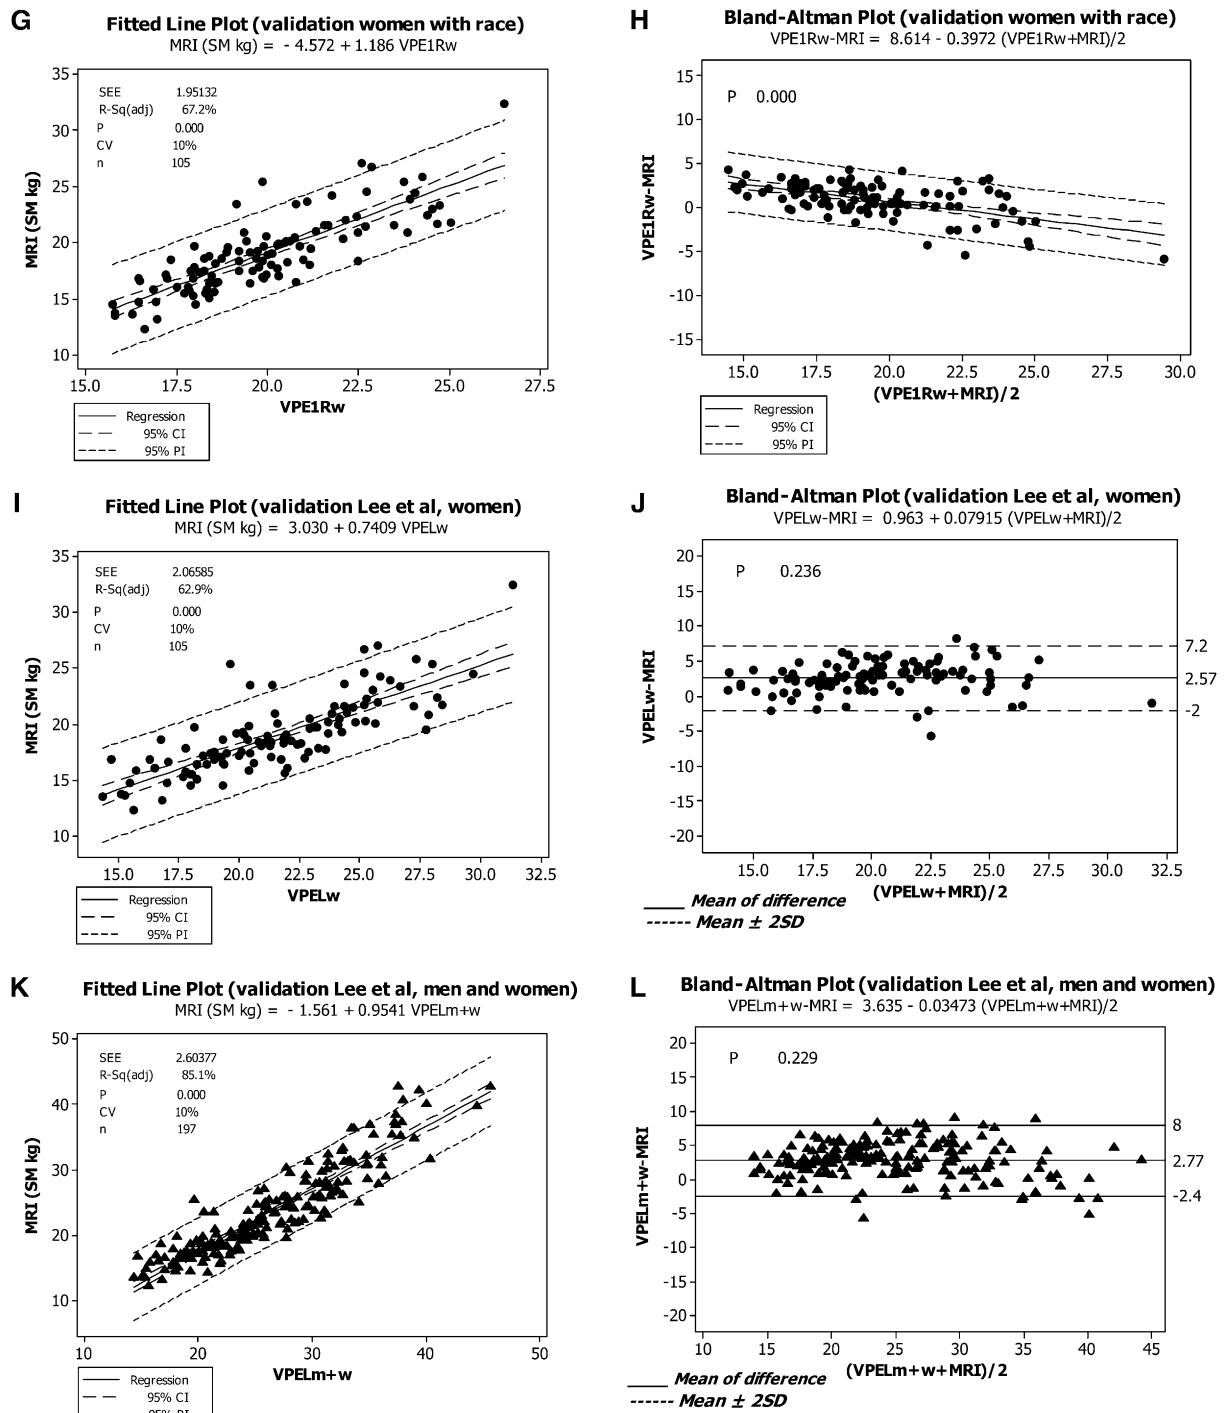 G
Fitted Line Plot (validation women with race)
MRI (SM kg) = - 4.572 + 1.186 VPE1Rw
SEE 1.95132
R-Sq(adj) 67.2%
P 0.000
CV 10%
n 105
MRI (SM kg)
35
30
25
20
15
10
15.0 17.5 20.0 22.5 25.0 27.5
VPE1Rw
Regression
95% CI
95% PI
H
Bland-Altman Plot (validation women with race)
VPE1Rw-MRI = 8.614 - 0.3972 (VPE1Rw+MRI)/2
P 0.000
VPE1Rw-MRI
15
10
5
0
-5
-10
-15
15.0 17.5 20.0 22.5 25.0 27.5 30.0
(VPE1Rw+MRI)/2
Regression
95% CI
95% PI
I
Fitted Line Plot (validation Lee et al, women)
MRI (SM kg) = 3.030 + 0.7409 VPELw
SEE 2.06585
R-Sq(adj) 62.9%
P 0.000
CV 10%
n 105
MRI (SM kg)
35
30
25
20
15
10
15.0 17.5 20.0 22.5 25.0 27.5 30.0 32.5
VPELw
Regression
95% CI
95% PI
J
Bland-Altman Plot (validation Lee et al, women)
VPELw-MRI = 0.963 + 0.07915 (VPELw+MRI)/2
P 0.236
VPELw-MRI
20
15
10
5
0
-5
-10
-15
-20
7.2
2.57
-2
15.0 17.5 20.0 22.5 25.0 27.5 30.0 32.5
(VPELw+MRI)/2
Mean of difference
Mean ± 2SD
K
Fitted Line Plot (validation Lee et al, men and women)
MRI (SM kg) = - 1.561 + 0.9541 VPELm+w
SEE 2.60377
R-Sq(adj) 85.1%
P 0.000
CV 10%
n 197
MRI (SM kg)
50
40
30
20
10
10 20 30 40 50
VPELm+w
Regression
95% CI
L
Bland-Altman Plot (validation Lee et al, men and women)
VPELm+w-MRI = 3.635 - 0.03473 (VPELm+w+MRI)/2
P 0.229
VPELm+w-MRI
20
15
10
5
0
-5
-10
-15
-20
8
2.77
-2.4
10 15 20 25 30 35 40 45
(VPELm+w+MRI)/2
Mean of difference
Mean ± 2SD